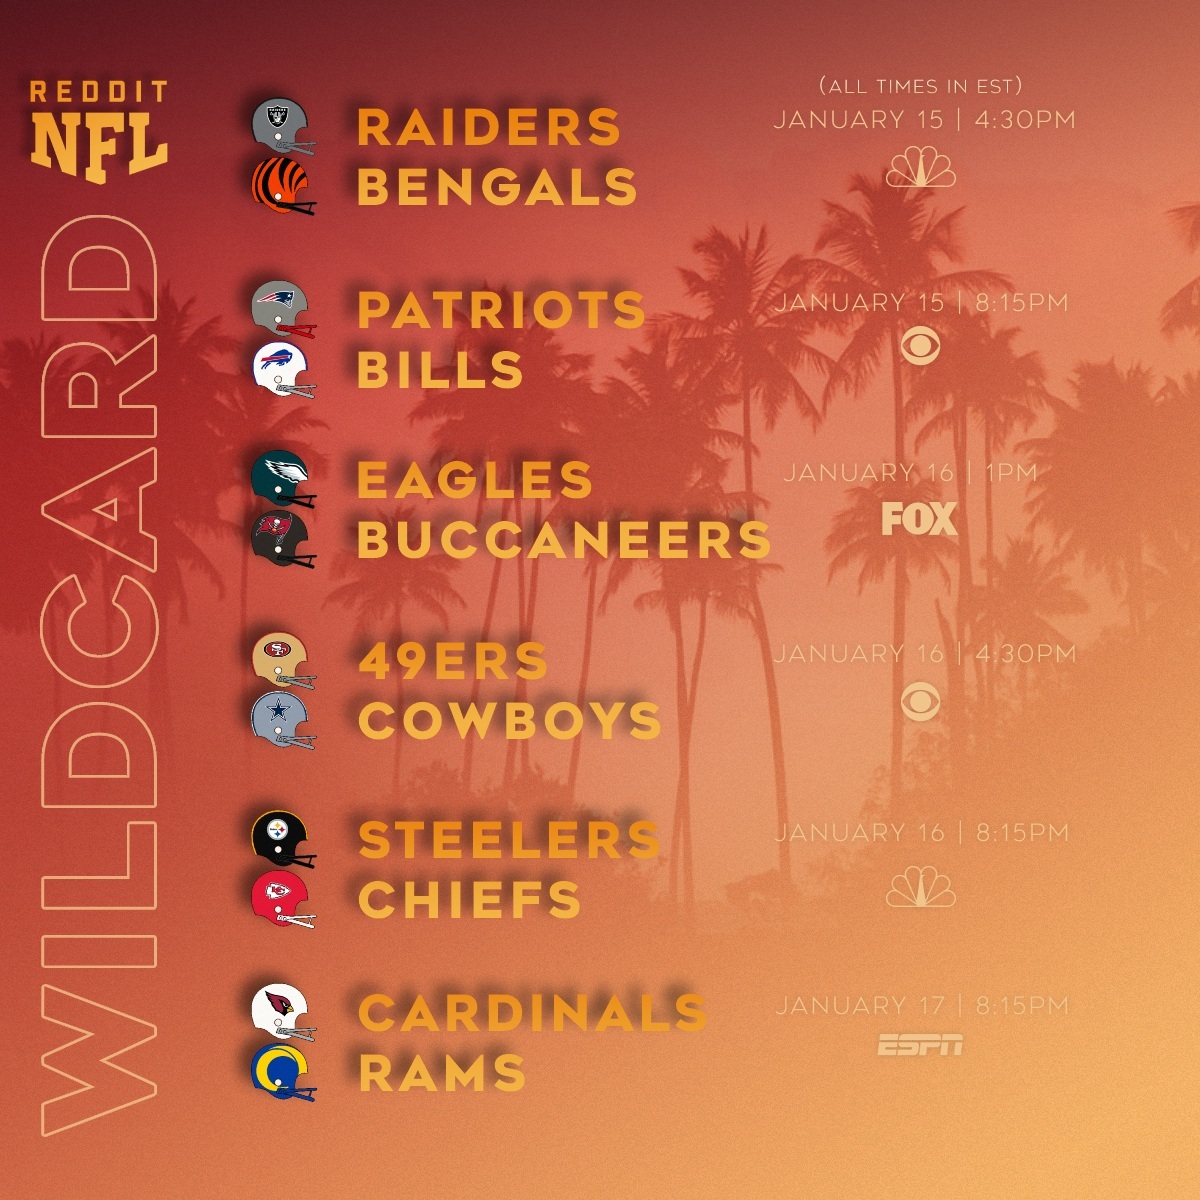 REDDIT
NFL
WILDCARD
(ALL TIMES IN EST)
RAIDERS
BENGALS
JANUARY 15 | 4:30PM
PATRIOTS
BILLS
JANUARY 15 | 8:15PM
EAGLES
BUCCANEERS
JANUARY 16 | 1PM
FOX
49ERS
COWBOYS
JANUARY 16 | 4:30PM
STEELERS
CHIEFS
JANUARY 16 | 8:15PM
CARDINALS
RAMS
JANUARY 17 | 8:15PM
ESPN